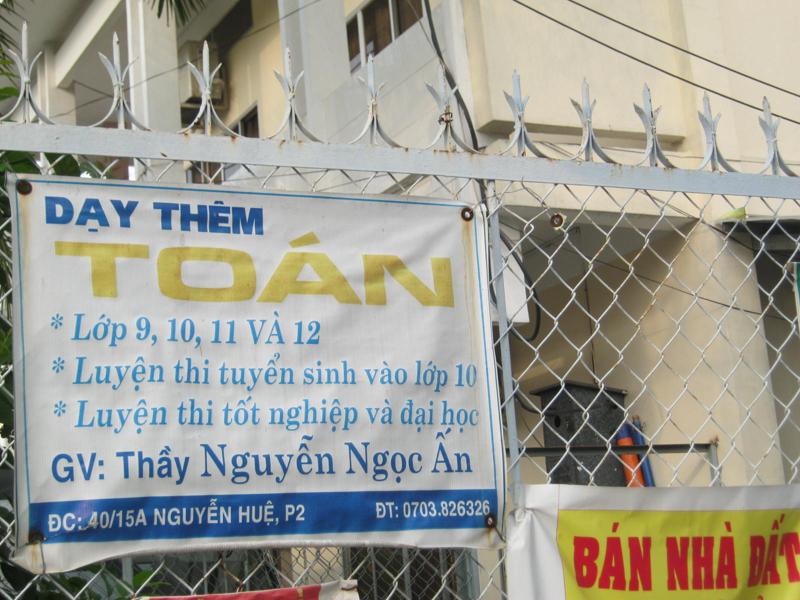 DẠY THÊM
TOÁN
* Lớp 9, 10, 11 VÀ 12
* Luyện thi tuyển sinh vào lớp 10
* Luyện thi tốt nghiệp và đại học
GV: Thầy Nguyễn Ngọc Ấn
ĐC: 40/15A NGUYỄN HUỆ, P2 ĐT: 0703.826326
BÁN NHÀ ĐẤT